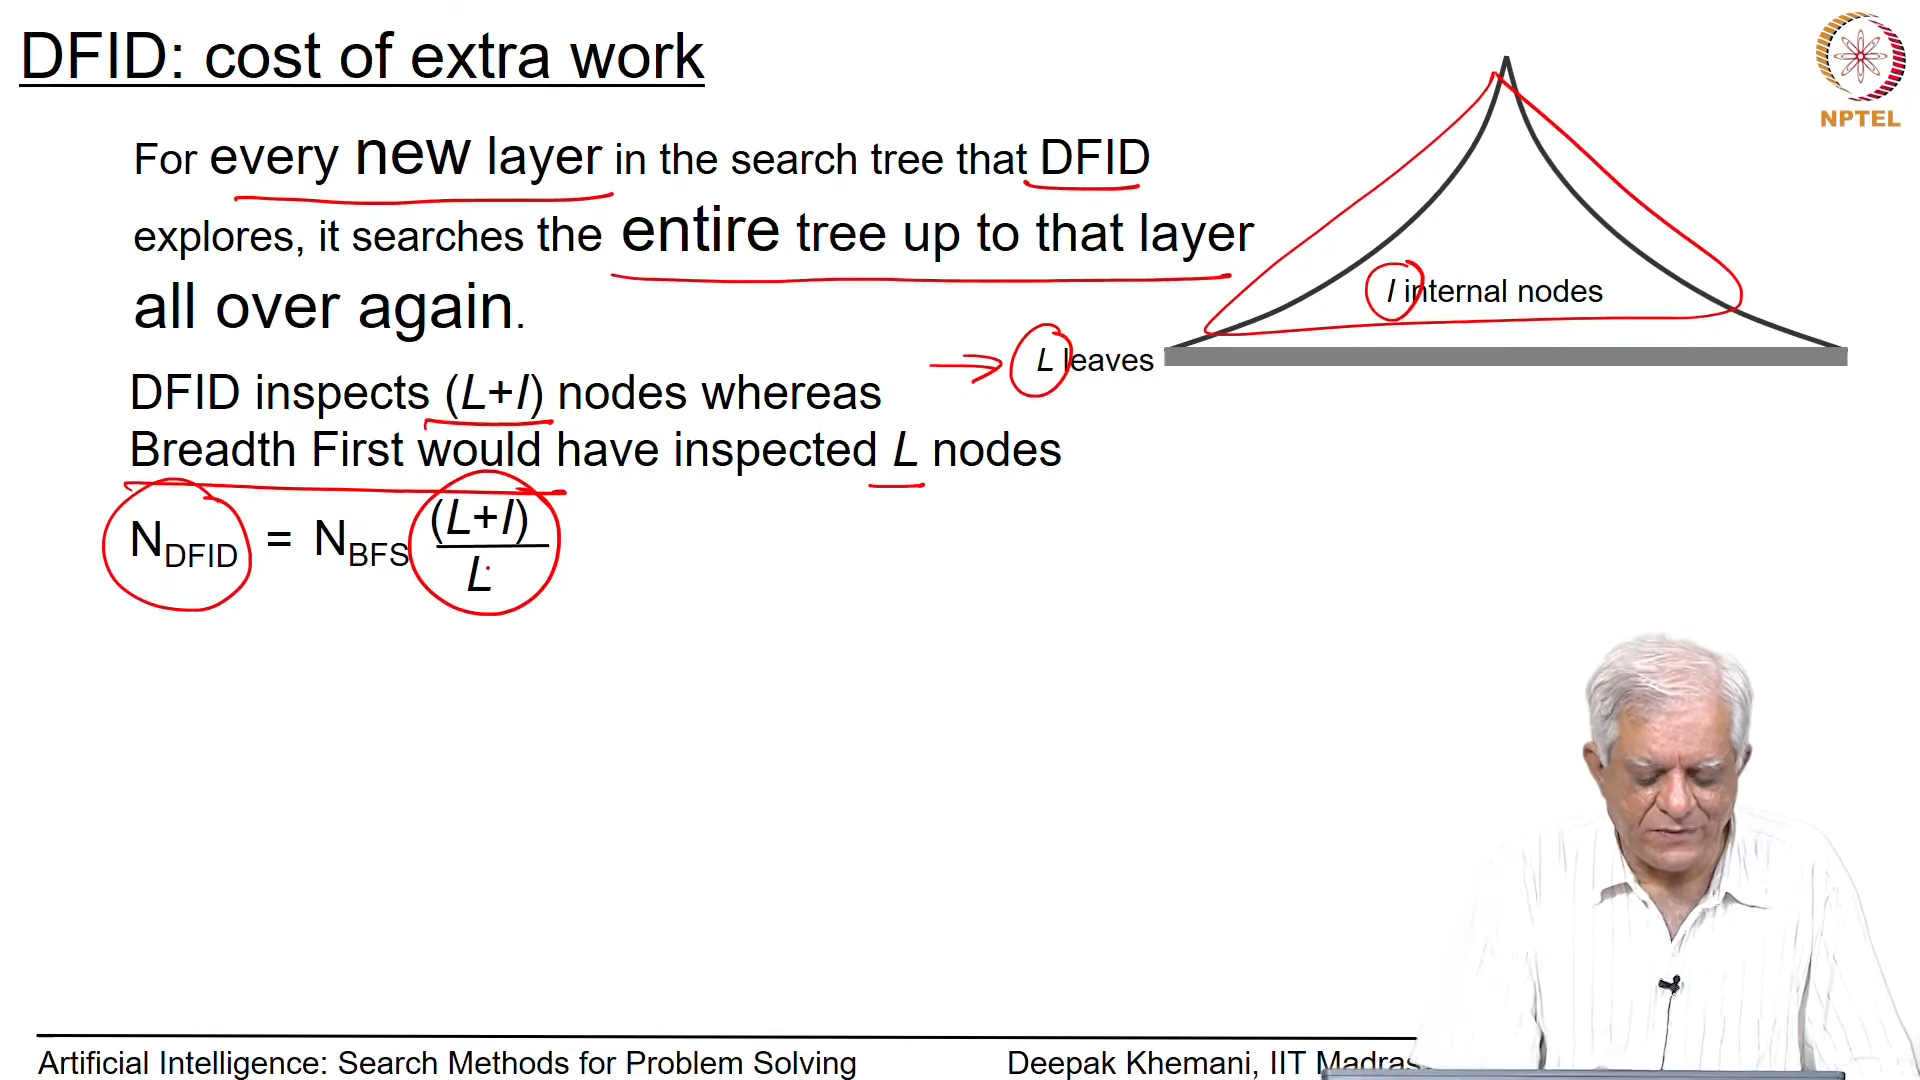 DFID: cost of extra work
NPTEL
For every new layer in the search tree that DFID
explores, it searches the entire tree up to that layer
all over again.
I internal nodes
L leaves
DFID inspects (L+I) nodes whereas
Breadth First would have inspected L nodes
N_DFID = N_BFS (L+I)
L
Artificial Intelligence: Search Methods for Problem Solving
Deepak Khemani, IIT Madras